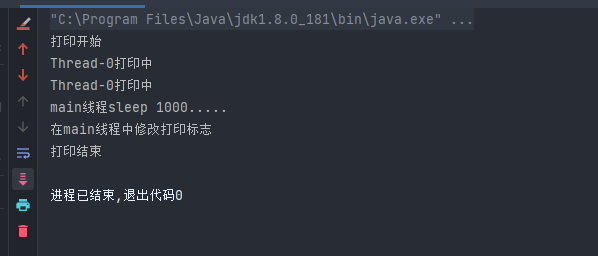 "C:\Program Files\Java\jdk1.8.0_181\bin\java.exe" ...
打印开始
Thread-0打印中
Thread-0打印中
main线程sleep 1000.....
在main线程中修改打印标志
打印结束
进程已结束,退出代码0